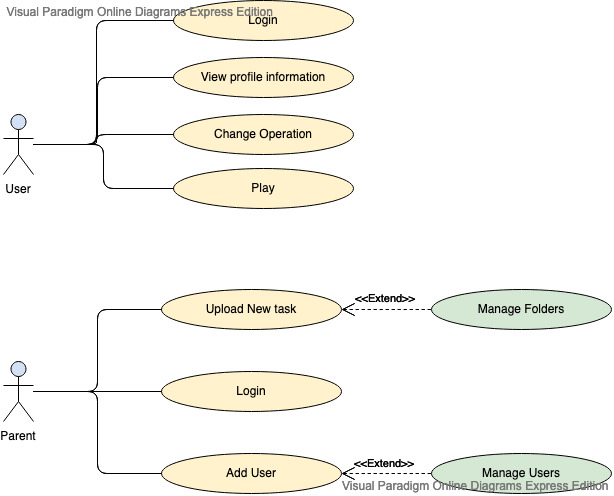 Visual Paradigm Online Diagrams Express Edition
Login
View profile information
Change Operation
User
Play
<<Extend>>
Upload New task
Manage Folders
Login
Parent
<<Extend>>
Add User
Manage Users
Visual Paradigm Online Diagrams Express Edition